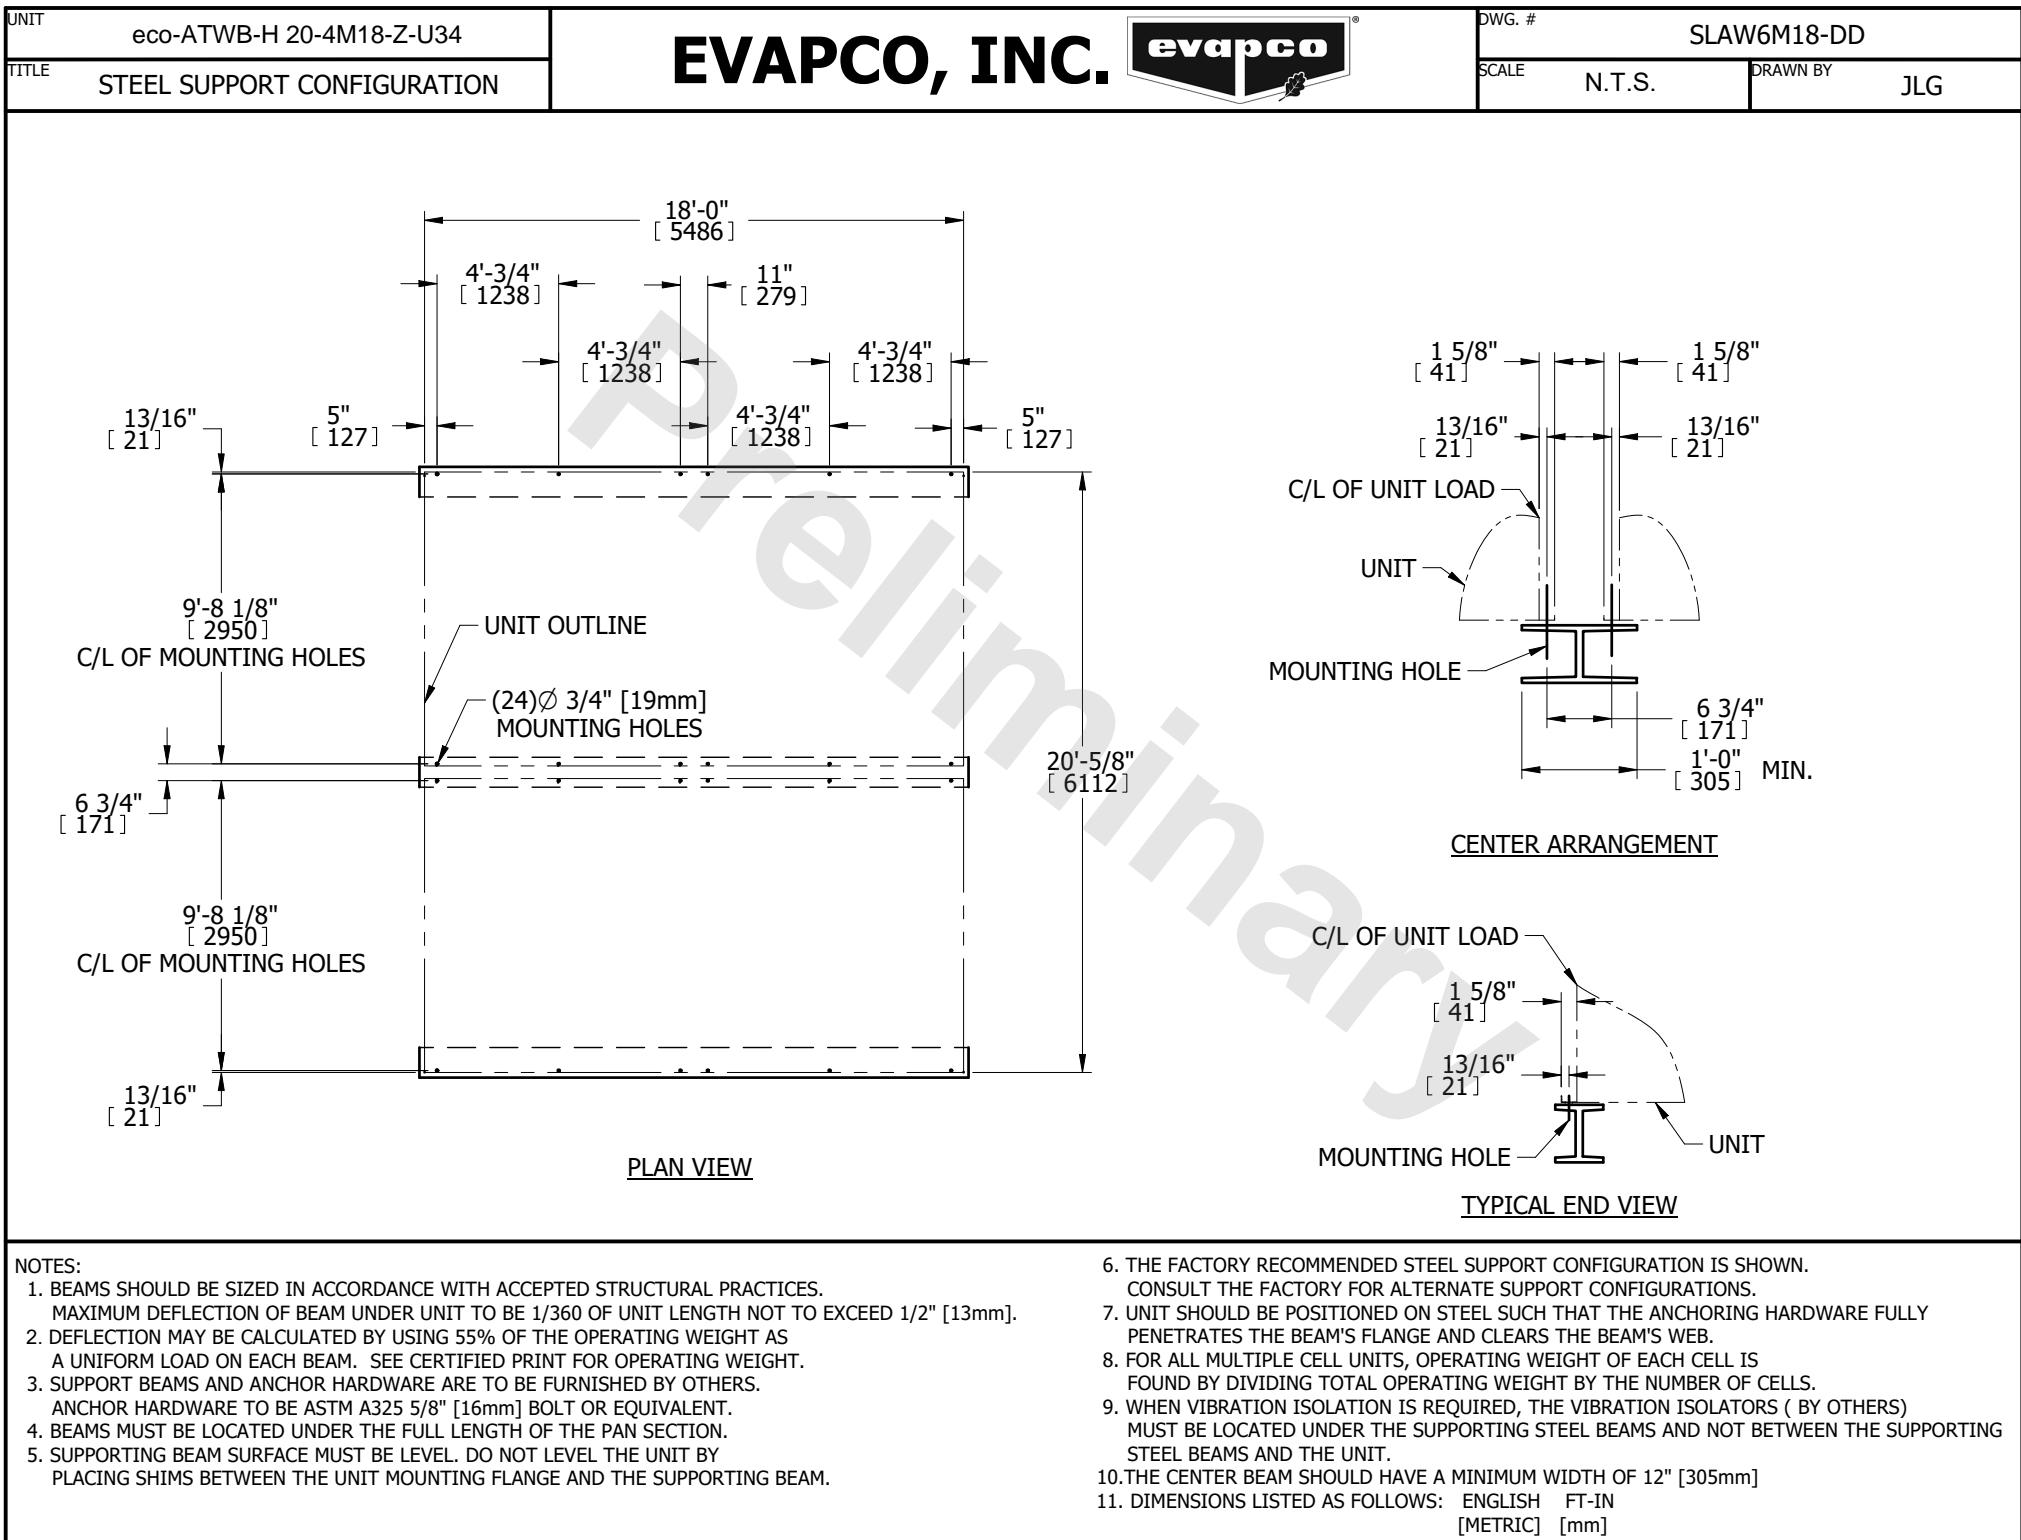 UNIT
eco-ATWB-H 20-4M18-Z-U34
TITLE
STEEL SUPPORT CONFIGURATION
EVAPCO, INC.
evapco
®
DWG. #
SLAW6M18-DD
SCALE
N.T.S.
DRAWN BY
JLG
18'-0"
[ 5486 ]
4'-3/4"
[ 1238 ]
11"
[ 279 ]
4'-3/4"
[ 1238 ]
4'-3/4"
[ 1238 ]
13/16"
[ 21 ]
5"
[ 127 ]
4'-3/4"
[ 1238 ]
5"
[ 127 ]
9'-8 1/8"
[ 2950 ]
C/L OF MOUNTING HOLES
UNIT OUTLINE
(24)∅ 3/4" [19mm]
MOUNTING HOLES
6 3/4"
[ 171 ]
20'-5/8"
[ 6112 ]
9'-8 1/8"
[ 2950 ]
C/L OF MOUNTING HOLES
13/16"
[ 21 ]
PLAN VIEW
Preliminary
1 5/8"
[ 41 ]
1 5/8"
[ 41 ]
13/16"
[ 21 ]
13/16"
[ 21 ]
C/L OF UNIT LOAD
UNIT
MOUNTING HOLE
6 3/4"
[ 171 ]
1'-0"
[ 305 ] MIN.
CENTER ARRANGEMENT
C/L OF UNIT LOAD
1 5/8"
[ 41 ]
13/16"
[ 21 ]
MOUNTING HOLE
UNIT
TYPICAL END VIEW
NOTES:
1. BEAMS SHOULD BE SIZED IN ACCORDANCE WITH ACCEPTED STRUCTURAL PRACTICES.
MAXIMUM DEFLECTION OF BEAM UNDER UNIT TO BE 1/360 OF UNIT LENGTH NOT TO EXCEED 1/2" [13mm].
2. DEFLECTION MAY BE CALCULATED BY USING 55% OF THE OPERATING WEIGHT AS
A UNIFORM LOAD ON EACH BEAM. SEE CERTIFIED PRINT FOR OPERATING WEIGHT.
3. SUPPORT BEAMS AND ANCHOR HARDWARE ARE TO BE FURNISHED BY OTHERS.
ANCHOR HARDWARE TO BE ASTM A325 5/8" [16mm] BOLT OR EQUIVALENT.
4. BEAMS MUST BE LOCATED UNDER THE FULL LENGTH OF THE PAN SECTION.
5. SUPPORTING BEAM SURFACE MUST BE LEVEL. DO NOT LEVEL THE UNIT BY
PLACING SHIMS BETWEEN THE UNIT MOUNTING FLANGE AND THE SUPPORTING BEAM.
6. THE FACTORY RECOMMENDED STEEL SUPPORT CONFIGURATION IS SHOWN.
CONSULT THE FACTORY FOR ALTERNATE SUPPORT CONFIGURATIONS.
7. UNIT SHOULD BE POSITIONED ON STEEL SUCH THAT THE ANCHORING HARDWARE FULLY
PENETRATES THE BEAM'S FLANGE AND CLEARS THE BEAM'S WEB.
8. FOR ALL MULTIPLE CELL UNITS, OPERATING WEIGHT OF EACH CELL IS
FOUND BY DIVIDING TOTAL OPERATING WEIGHT BY THE NUMBER OF CELLS.
9. WHEN VIBRATION ISOLATION IS REQUIRED, THE VIBRATION ISOLATORS ( BY OTHERS)
MUST BE LOCATED UNDER THE SUPPORTING STEEL BEAMS AND NOT BETWEEN THE SUPPORTING
STEEL BEAMS AND THE UNIT.
10.THE CENTER BEAM SHOULD HAVE A MINIMUM WIDTH OF 12" [305mm]
11. DIMENSIONS LISTED AS FOLLOWS: ENGLISH FT-IN
[METRIC] [mm]